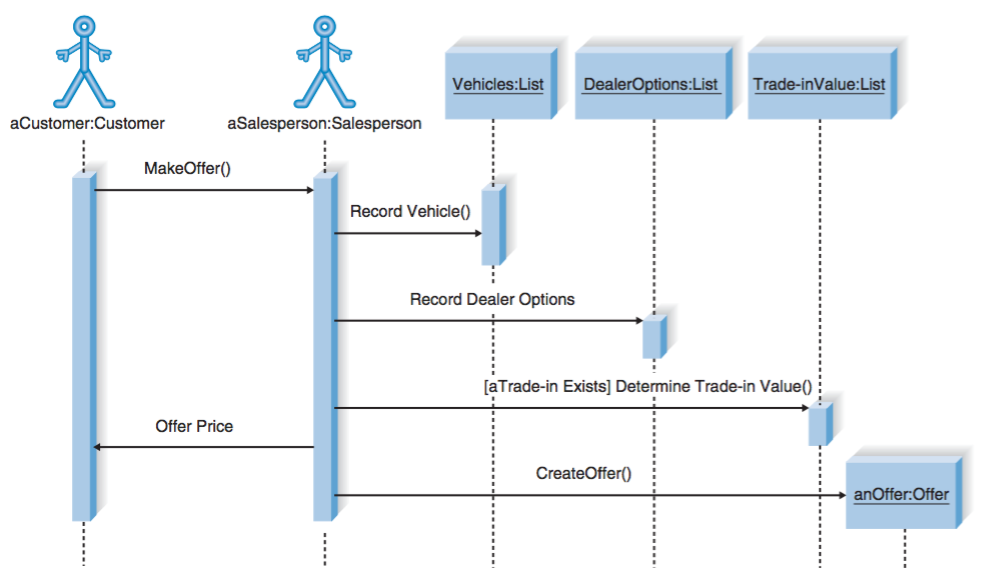 Vehicles:List
DealerOptions:List
Trade-inValue:List
aCustomer:Customer
aSalesperson:Salesperson
MakeOffer()
Record Vehicle()
Record Dealer Options
[aTrade-in Exists] Determine Trade-in Value()
Offer Price
CreateOffer()
anOffer:Offer